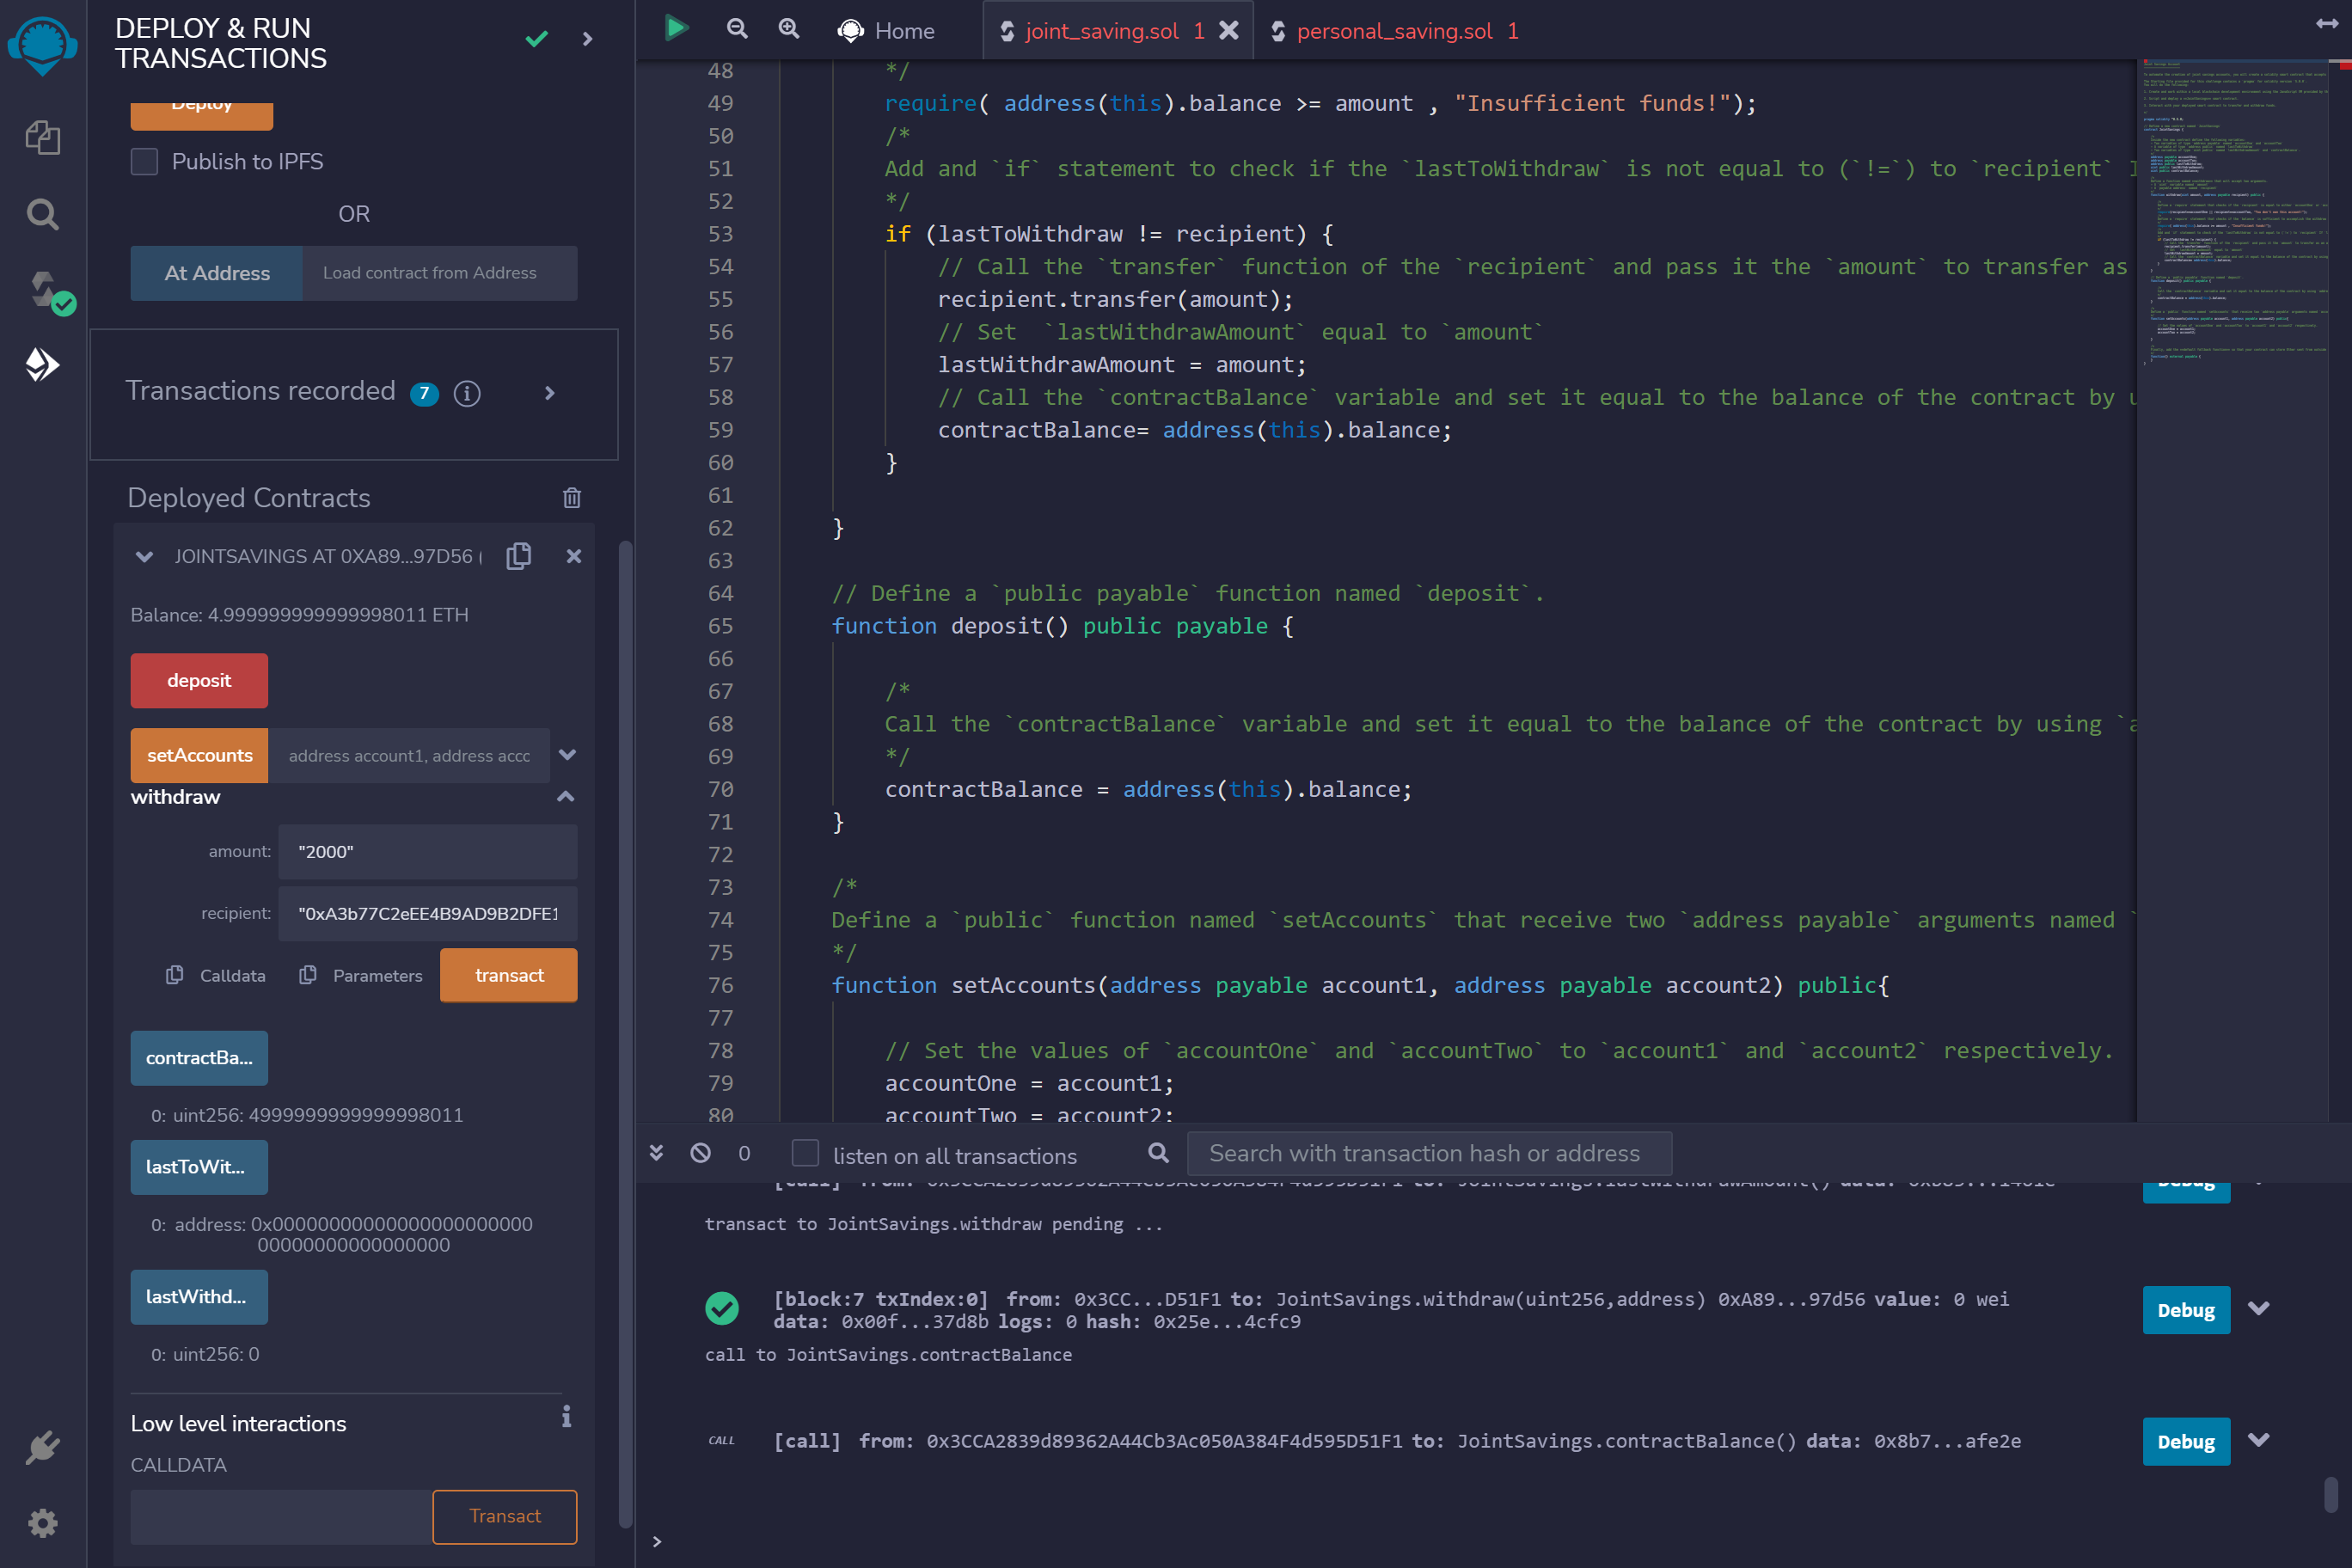 DEPLOY & RUN
TRANSACTIONS
Deploy
Publish to IPFS
OR
At Address
Load contract from Address
Transactions recorded 7
Deployed Contracts
JOINTSAVINGS AT 0XA89...97D56 (
Balance: 4.999999999999998011 ETH
deposit
setAccounts
address account1, address acc
withdraw
amount: "2000"
recipient: "0xA3b77C2eEE4B9AD9B2DFE1
Calldata
Parameters
transact
contractBa...
0: uint256: 4999999999999998011
lastToWit...
0: address: 0x00000000000000000000000
00000000000000000
lastWithd...
0: uint256: 0
Low level interactions
CALLDATA
Transact
Home
joint_saving.sol 1
personal_saving.sol 1
48 */
49 require( address(this).balance >= amount , "Insufficient funds!");
50 /*
51 Add and `if` statement to check if the `lastToWithdraw` is not equal to (`!=`) to `recipient`
52 */
53 if (lastToWithdraw != recipient) {
54 // Call the `transfer` function of the `recipient` and pass it the `amount` to transfer as
55 recipient.transfer(amount);
56 // Set  `lastWithdrawAmount` equal to `amount`
57 lastWithdrawAmount = amount;
58 // Call the `contractBalance` variable and set it equal to the balance of the contract by
59 contractBalance= address(this).balance;
60 }
61
62 }
63
64 // Define a `public payable` function named `deposit`.
65 function deposit() public payable {
66
67 /*
68 Call the `contractBalance` variable and set it equal to the balance of the contract by using `a
69 */
70 contractBalance = address(this).balance;
71 }
72
73 /*
74 Define a `public` function named `setAccounts` that receive two `address payable` arguments named `
75 */
76 function setAccounts(address payable account1, address payable account2) public{
77
78 // Set the values of `accountOne` and `accountTwo` to `account1` and `account2` respectively.
79 accountOne = account1;
80 accountTwo = account2;
0
listen on all transactions
Search with transaction hash or address
[call] from: 0x3CCA2839d89362A44Cb3Ac050A384F4d595D51F1 to: JointSavings.lastWithdrawAmount() data:
Debug
transact to JointSavings.withdraw pending ...
[block:7 txIndex:0] from: 0x3CC...D51F1 to: JointSavings.withdraw(uint256,address) 0xA89...97d56 value: 0 wei
data: 0x00f...37d8b logs: 0 hash: 0x25e...4cfc9
Debug
call to JointSavings.contractBalance
CALL [call] from: 0x3CCA2839d89362A44Cb3Ac050A384F4d595D51F1 to: JointSavings.contractBalance() data: 0x8b7...afe2e
Debug
>